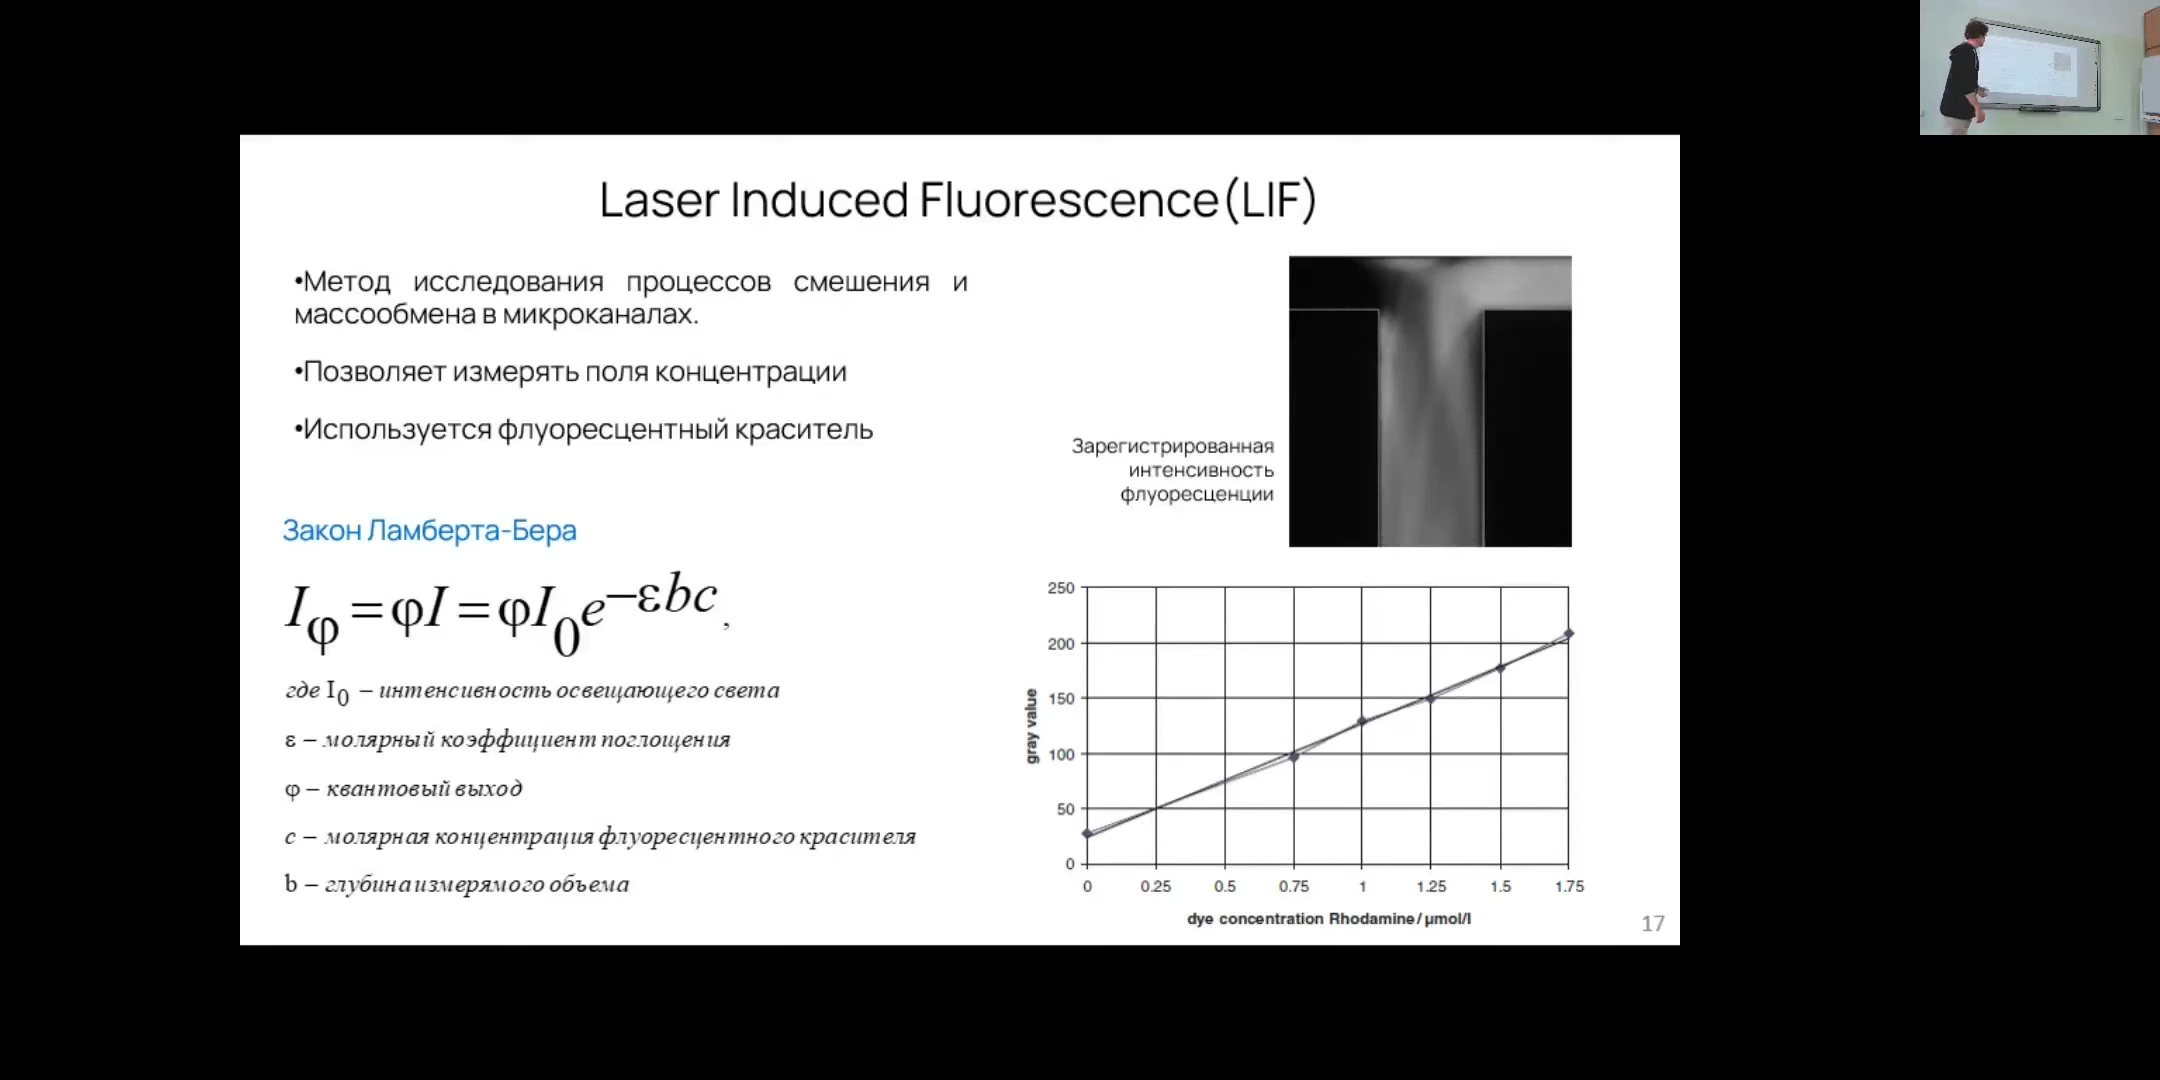 Laser Induced Fluorescence(LIF)
•Метод исследования процессов смешения и
массообмена в микроканалах.
•Позволяет измерять поля концентрации
•Используется флуоресцентный краситель
Зарегистрированная
интенсивность
флуоресценции
Закон Ламберта-Бера
I_φ = φI = φI_0 e^{−εbc},
где I_0 – интенсивность освещающего света
ε – молярный коэффициент поглощения
φ – квантовый выход
c – молярная концентрация флуоресцентного красителя
b – глубина измерямого объема
250
200
150
100
50
0
gray value
0 0.25 0.5 0.75 1 1.25 1.5 1.75
dye concentration Rhodamine/µmol/l
17